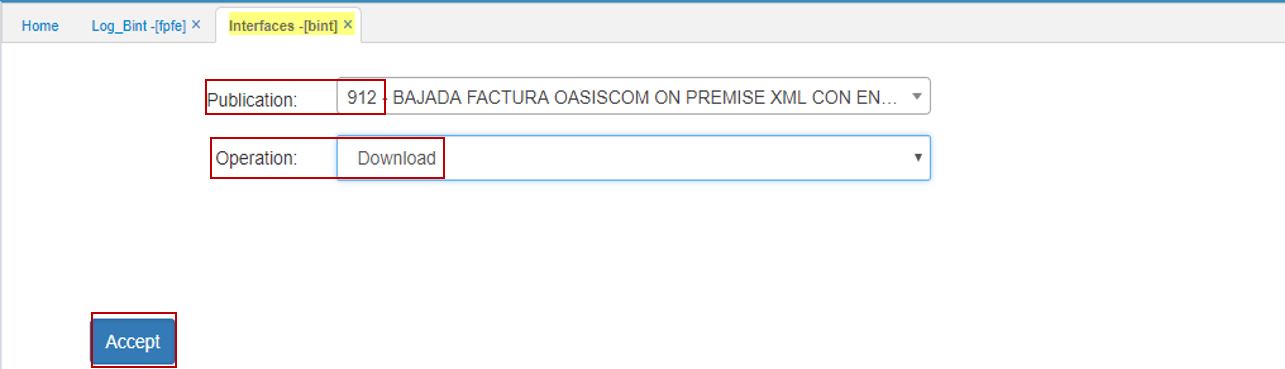 Home Log_Bint -[fpfe] × Interfaces -[bint] ×
Publication: 912 - BAJADA FACTURA OASISCOM ON PREMISE XML CON EN...
Operation: Download
Accept